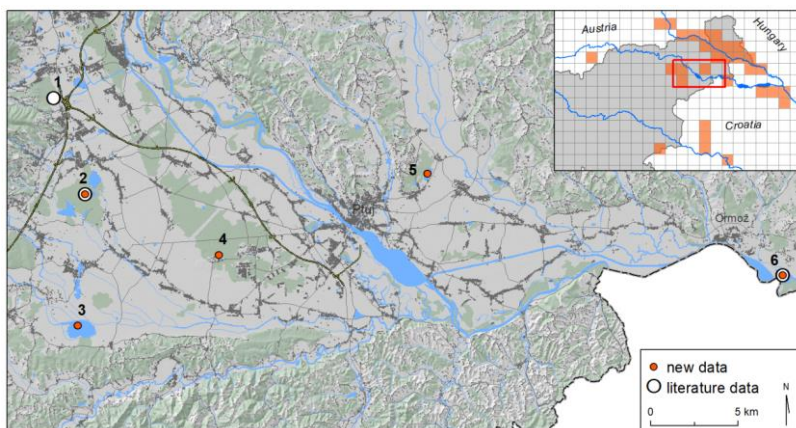 1
2
3
4
5
6
Ptuj
Ormož
Austria
Hungary
Croatia
new data
literature data
0 5 km
N